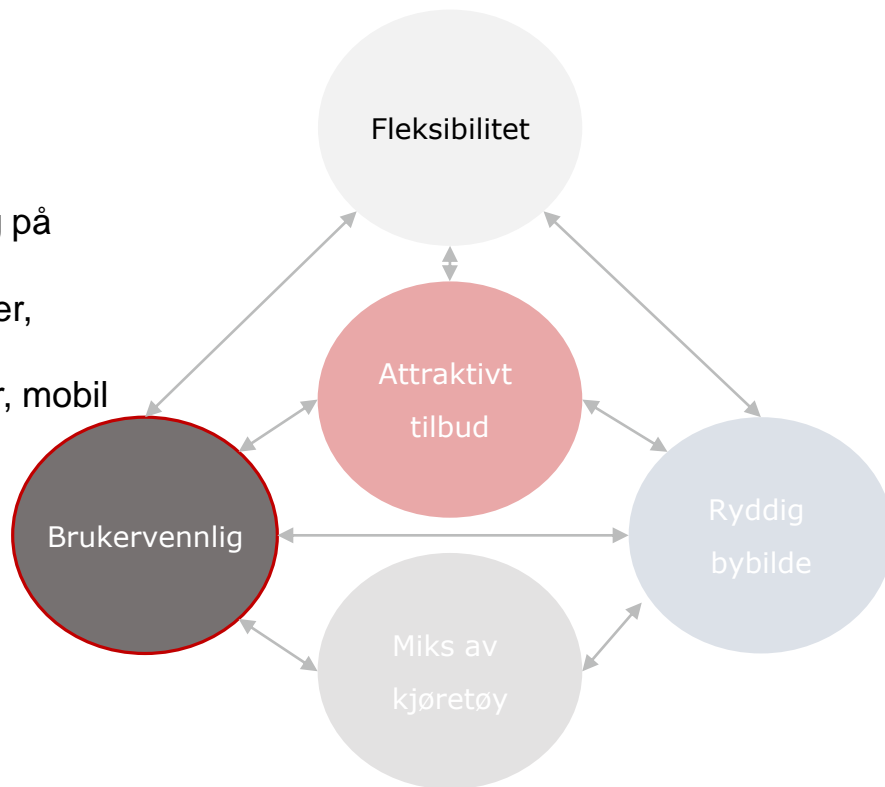 Fleksibilitet
på
er,
r, mobil
Attraktivt
tilbud
Brukervennlig
Ryddig
bybilde
Miks av
kjøretøy